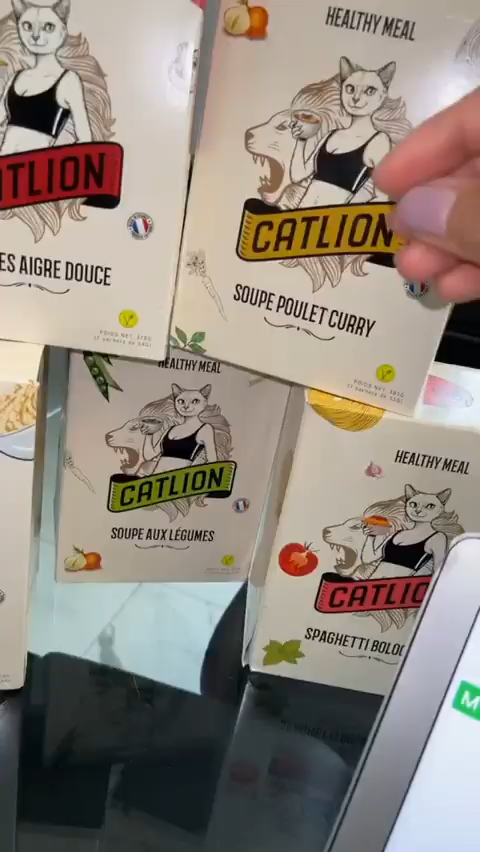 TLION
ES AIGRE DOUCE
HEALTHY MEAL
CATLION
SOUPE POULET CURRY
HEALTHY MEAL
CATLION
SOUPE AUX LÉGUMES
HEALTHY MEAL
CATLIO
SPAGHETTI BOLO
M